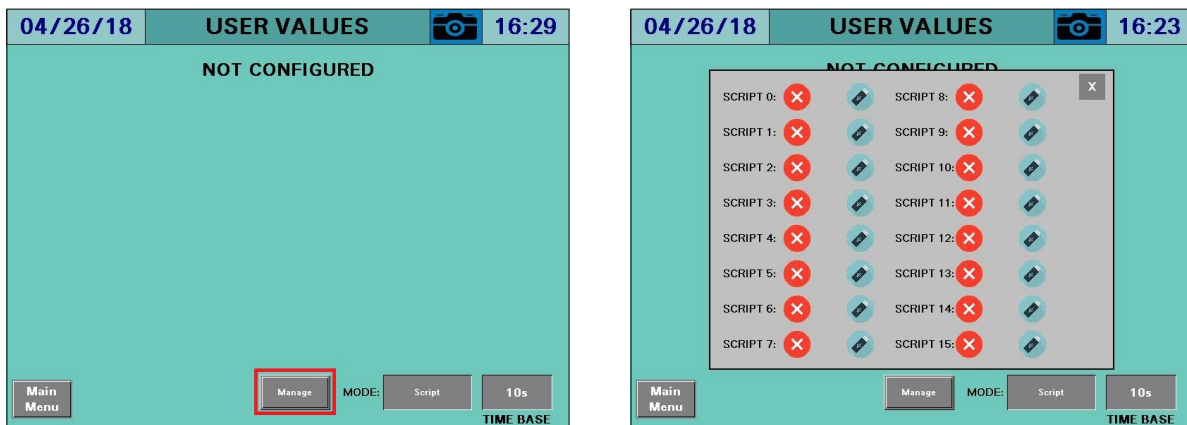 04/26/18 USER VALUES 16:29
NOT CONFIGURED
Manage MODE: Script 10s
Main
Menu
TIME BASE
04/26/18 USER VALUES 16:23
NOT CONFIGURED
X
SCRIPT 0: SCRIPT 8:
SCRIPT 1: SCRIPT 9:
SCRIPT 2: SCRIPT 10:
SCRIPT 3: SCRIPT 11:
SCRIPT 4: SCRIPT 12:
SCRIPT 5: SCRIPT 13:
SCRIPT 6: SCRIPT 14:
SCRIPT 7: SCRIPT 15:
Manage MODE: Script 10s
Main
Menu
TIME BASE